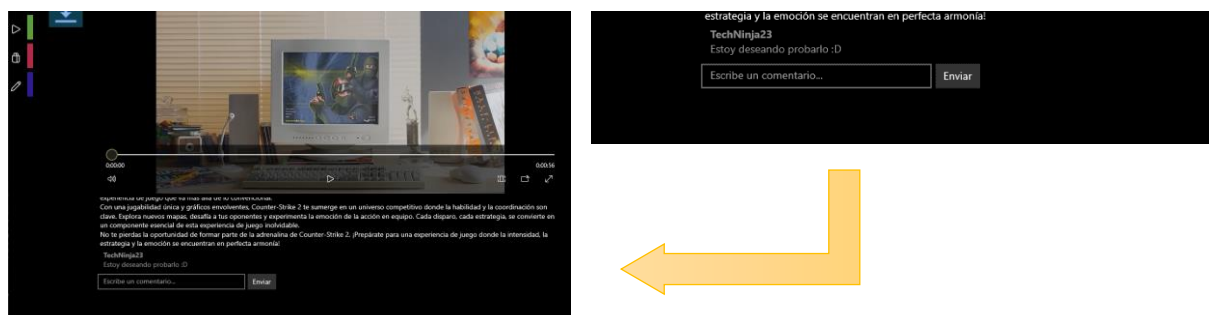 0:00:00
0:00:56
experiencia de juego que va más allá de lo convencional.
Con una jugabilidad única y gráficos envolventes, Counter-Strike 2 te sumerge en un universo competitivo donde la habilidad y la coordinación son
clave. Explora nuevos mapas, desafía a tus oponentes y experimenta la emoción de la acción en equipo. Cada disparo, cada estrategia, se convierte en
un componente esencial de esta experiencia de juego inolvidable.
No te pierdas la oportunidad de formar parte de la adrenalina de Counter-Strike 2. ¡Prepárate para una experiencia de juego donde la intensidad, la
estrategia y la emoción se encuentran en perfecta armonía!
TechNinja23
Estoy deseando probarlo :D
Escribe un comentario...
Enviar
estrategia y la emoción se encuentran en perfecta armonía!
TechNinja23
Estoy deseando probarlo :D
Escribe un comentario...
Enviar